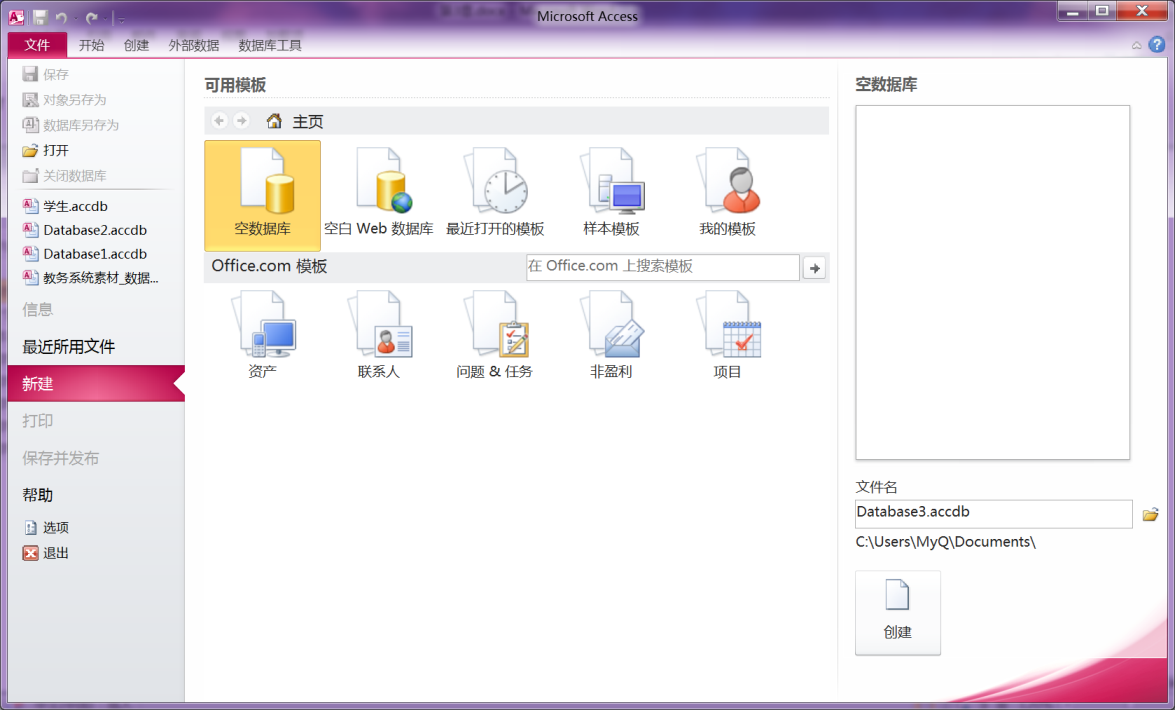 Microsoft Access
文件 开始 创建 外部数据 数据库工具
保存
对象另存为
数据库另存为
打开
关闭数据库
学生.accdb
Database2.accdb
Database1.accdb
教务系统素材_数据...
信息
最近所用文件
新建
打印
保存并发布
帮助
选项
退出
可用模板
主页
空数据库 空白 Web 数据库 最近打开的模板 样本模板 我的模板
Office.com 模板 在 Office.com 上搜索模板
资产 联系人 问题 & 任务 非盈利 项目
空数据库
文件名
Database3.accdb
C:\Users\MyQ\Documents\
创建